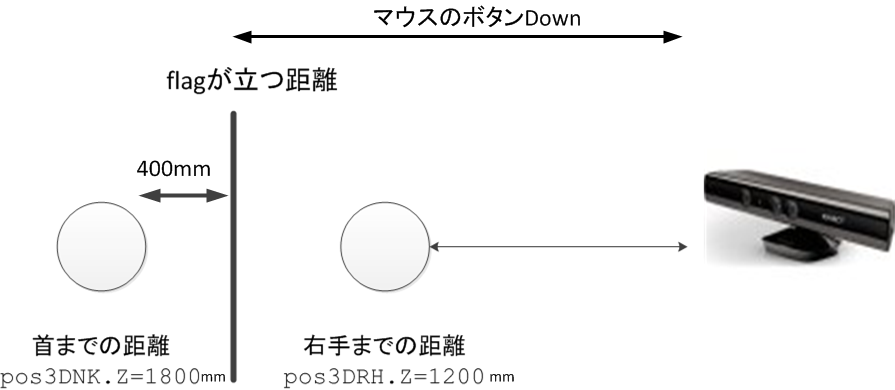 マウスのボタンDown
flagが立つ距離
400mm
首までの距離
pos3DNK.Z=1800mm
右手までの距離
pos3DRH.Z=1200 mm